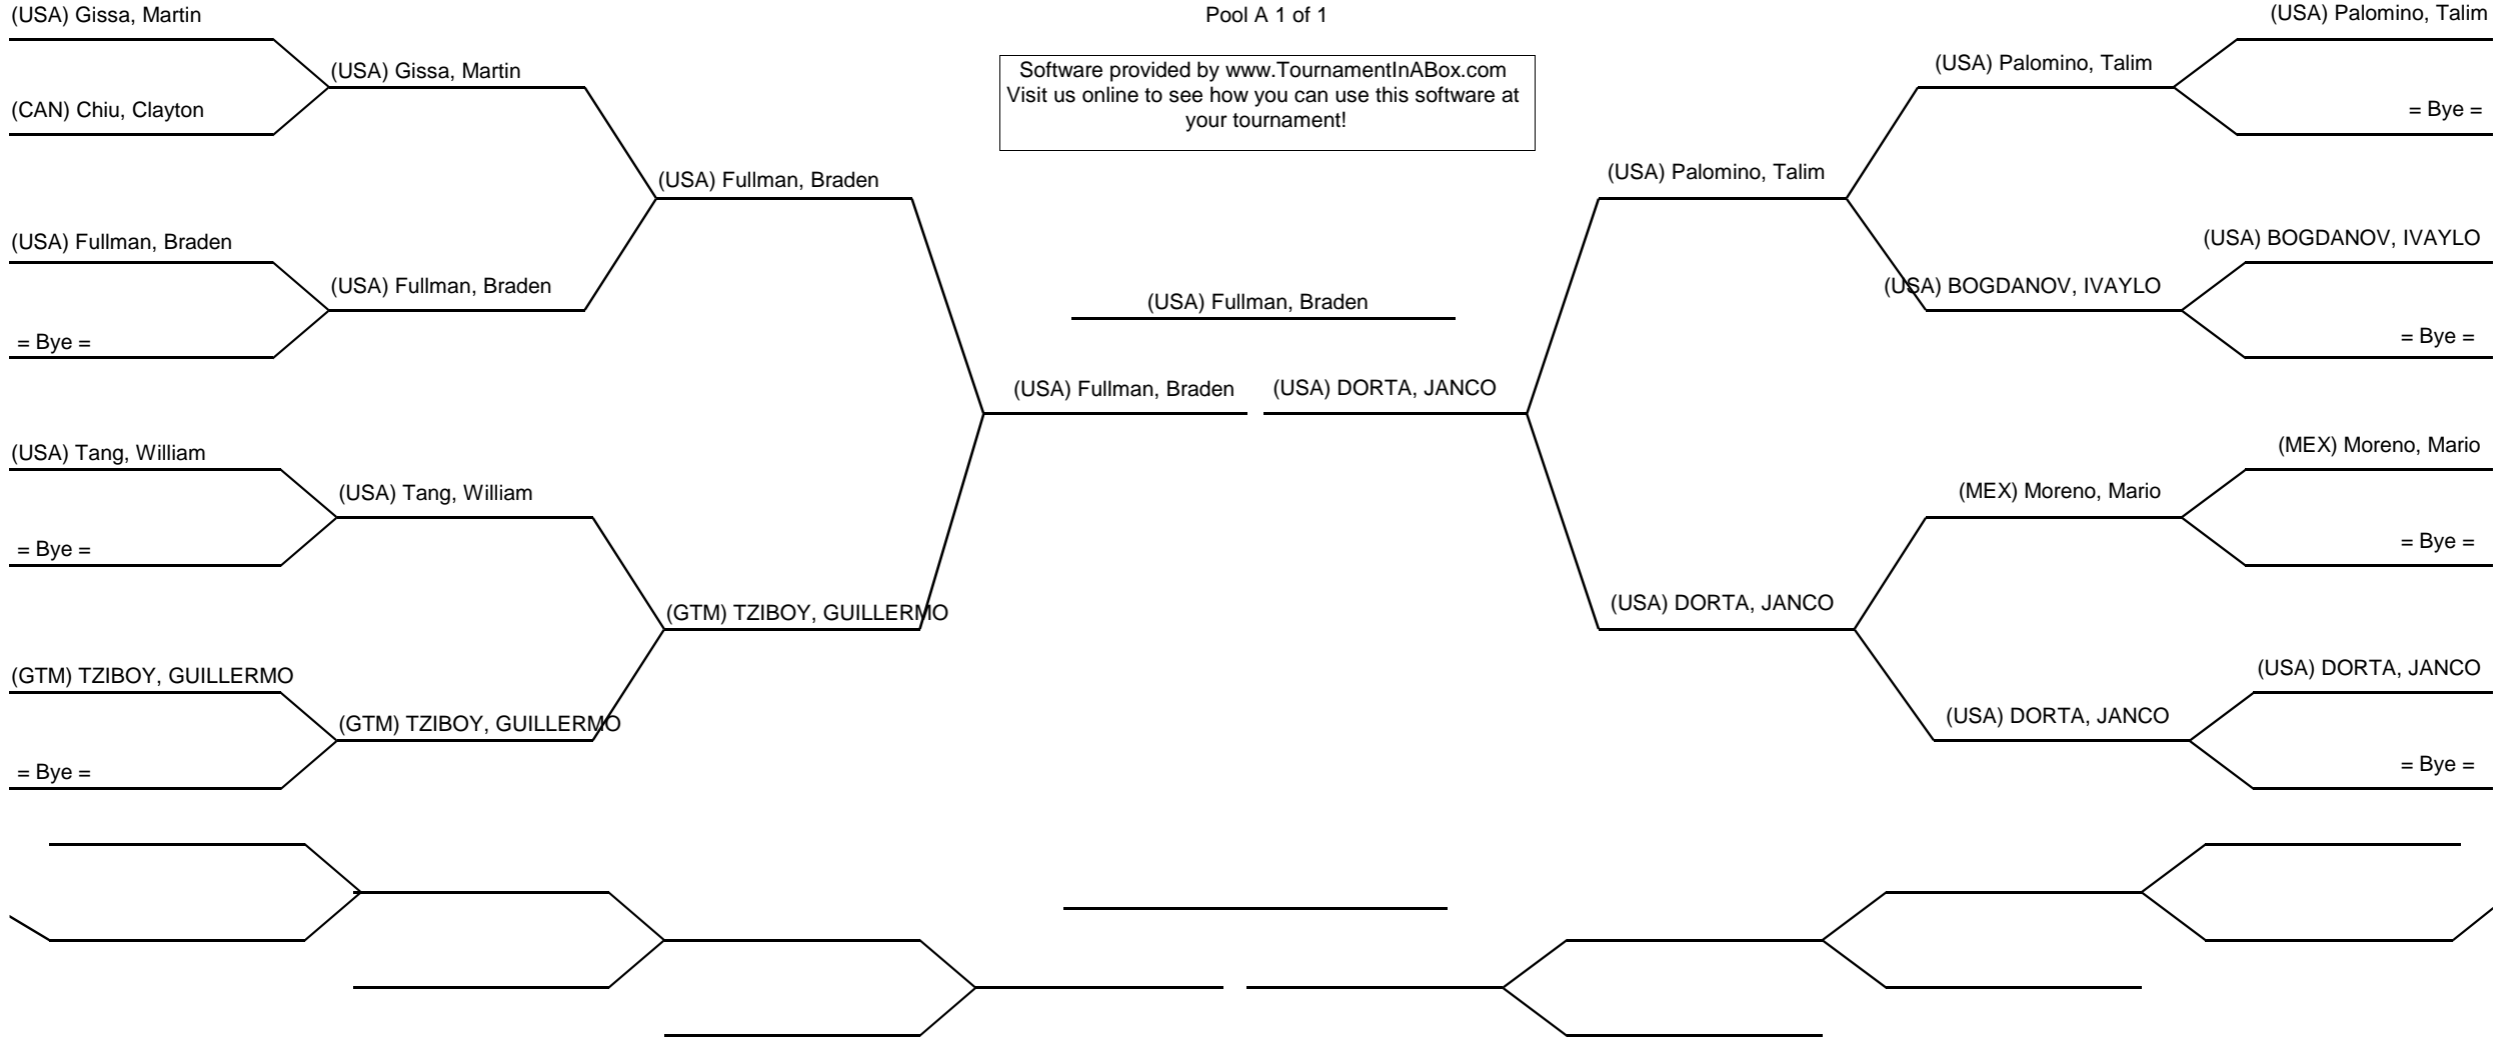 (USA) Gissa, Martin
(CAN) Chiu, Clayton
(USA) Fullman, Braden
= Bye =
(USA) Tang, William
= Bye =
(GTM) TZIBOY, GUILLERMO
= Bye =
(USA) Gissa, Martin
(USA) Fullman, Braden
(USA) Tang, William
(GTM) TZIBOY, GUILLERMO
(USA) Fullman, Braden
(GTM) TZIBOY, GUILLERMO
Pool A 1 of 1
Software provided by www.TournamentInABox.com
Visit us online to see how you can use this software at
your tournament!
(USA) Fullman, Braden
(USA) Fullman, Braden
(USA) DORTA, JANCO
(USA) Palomino, Talim
(USA) DORTA, JANCO
(USA) Palomino, Talim
(USA) BOGDANOV, IVAYLO
(MEX) Moreno, Mario
(USA) DORTA, JANCO
(USA) Palomino, Talim
= Bye =
(USA) BOGDANOV, IVAYLO
= Bye =
(MEX) Moreno, Mario
= Bye =
(USA) DORTA, JANCO
= Bye =